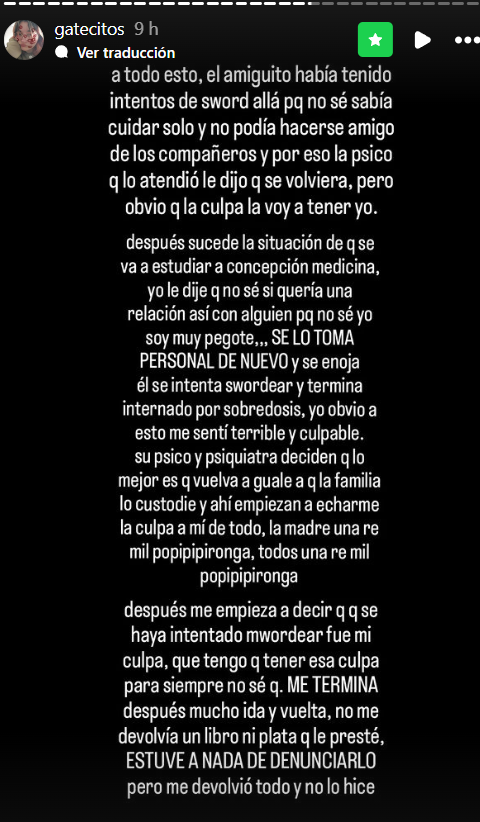 gatecitos 9 h
Ver traducción
a todo esto, el amiguito había tenido
intentos de sword allá pq no sé sabía
cuidar solo y no podía hacerse amigo
de los compañeros y por eso la psico
q lo atendió le dijo q se volviera, pero
obvio q la culpa la voy a tener yo.
después sucede la situación de q se
va a estudiar a concepción medicina,
yo le dije q no sé si quería una
relación así con alguien pq no sé yo
soy muy pegote,,, SE LO TOMA
PERSONAL DE NUEVO y se enoja
él se intenta swordear y termina
internado por sobredosis, yo obvio a
esto me sentí terrible y culpable.
su psico y psiquiatra deciden q lo
mejor es q vuelva a guale a q la familia
lo custodie y ahí empiezan a echarme
la culpa a mí de todo, la madre una re
mil popipipironga, todos una re mil
popipipironga
después me empieza a decir q q se
haya intentado mwordear fue mi
culpa, que tengo q tener esa culpa
para siempre no sé q. ME TERMINA
después mucho ida y vuelta, no me
devolvía un libro ni plata q le presté,
ESTUVE A NADA DE DENUNCIARLO
pero me devolvió todo y no lo hice